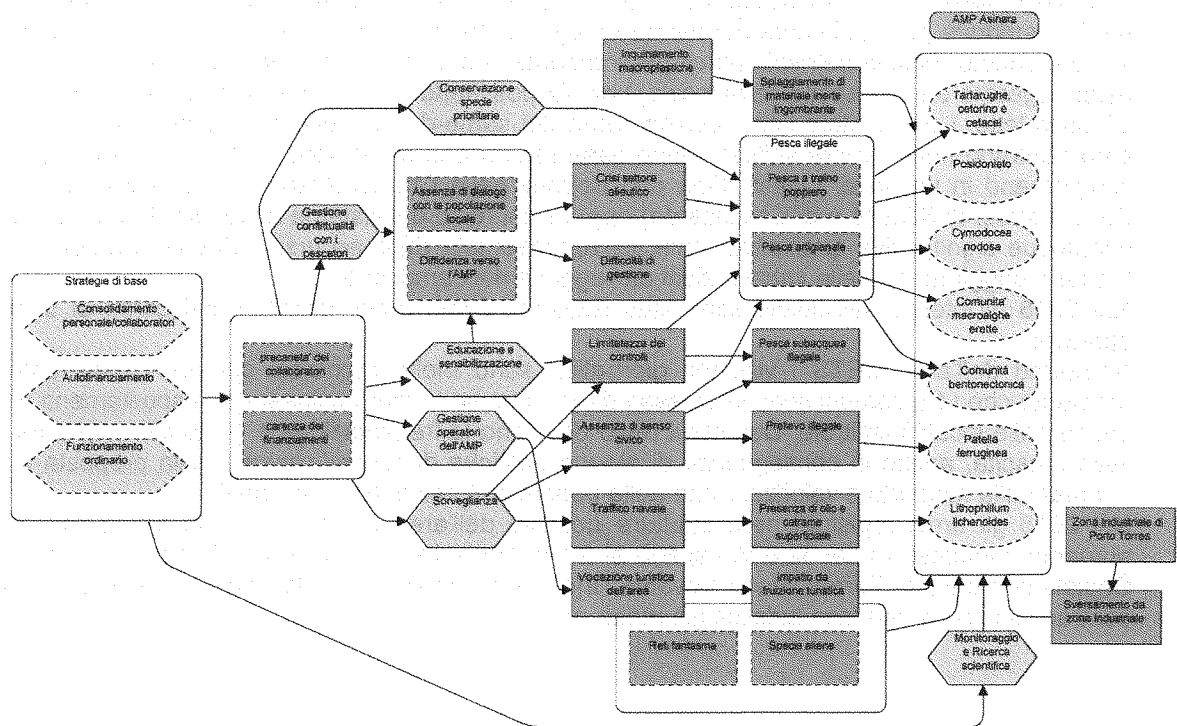 AMP Asinara
Inquinamento
macroplastiche
Spiaggiamento di
materiale inerte
ingombrante
Conservazione
specie
prioritarie
Tartarughe,
cetorino e
cetacei
Pesca illegale
Assenza di dialogo
con la popolazione
locale
Crisi settore
alieutico
Pesca a traino
poppiero
Posidonieto
Gestione
conflittualità
con i
pescatori
Diffidenza verso
l'AMP
Difficoltà di
gestione
Pesca artigianale
Cymodocea
nodosa
Strategie di base
Consolidamento
personale/collaboratori
Autofinanziamento
Funzionamento
ordinario
precarieta' dei
collaboratori
carenza dei
finanziamenti
Educazione e
sensibilizzazione
Gestione
operatori
dell'AMP
Sorveglianza
Limitatezza dei
controlli
Assenza di senso
civico
Traffico navale
Vocazione turistica
dell'area
Pesca subacquea
illegale
Prelievo illegale
Presenza di olio e
catrame
superficiale
Impatto da
fruizione turistica
Reti fantasma
Specie aliene
Comunita'
macroalghe
erette
Comunità
bentonectonica
Patella
ferruginea
Lithophillum
lichenoides
Zona Industriale di
Porto Torres
Sversamento da
zona industriale
Monitoraggio
e Ricerca
scientifica